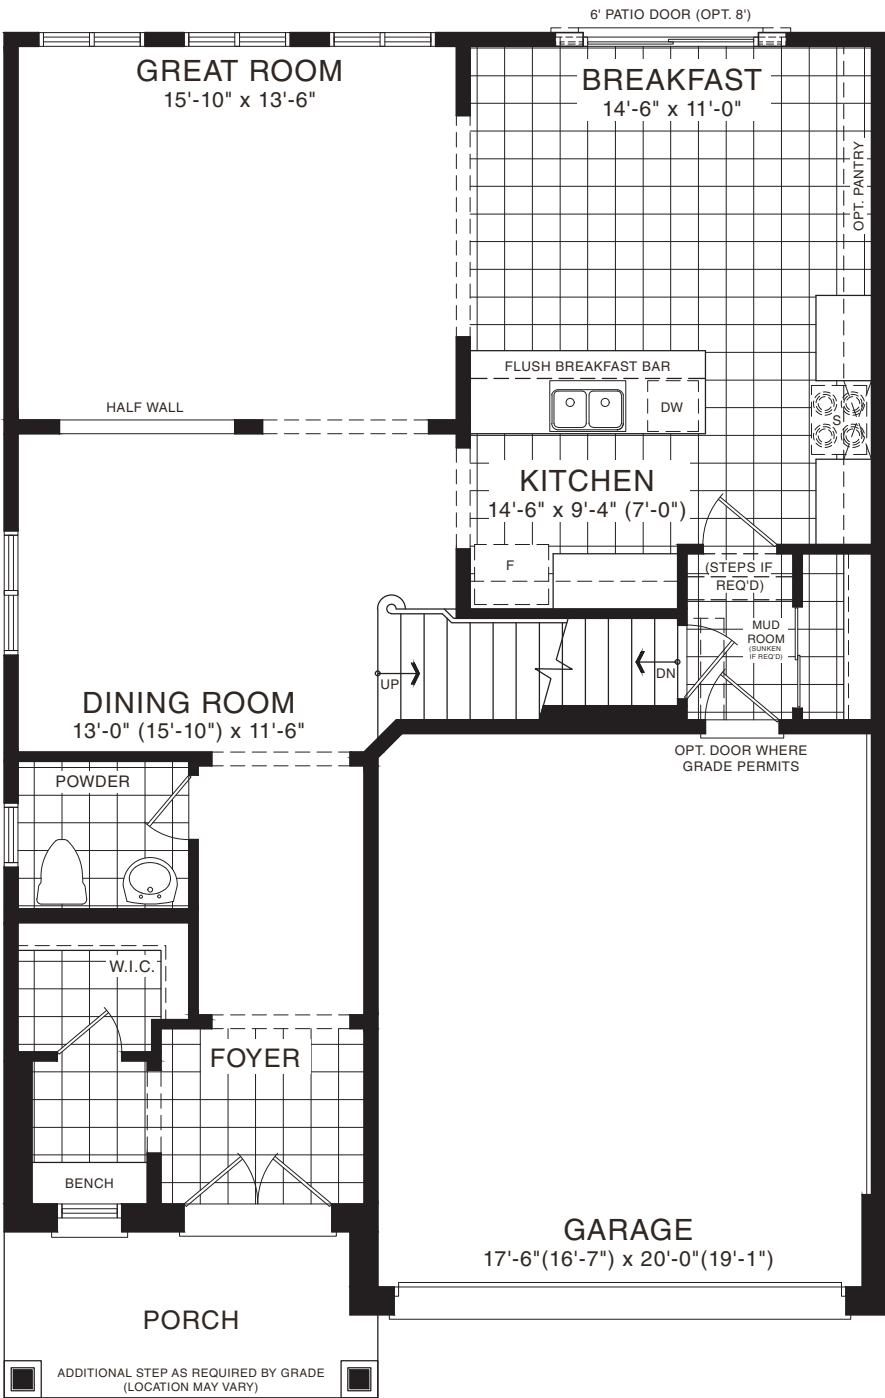 6' PATIO DOOR (OPT. 8')
GREAT ROOM
15'-10" x 13'-6"
BREAKFAST
14'-6" x 11'-0"
OPT. PANTRY
FLUSH BREAKFAST BAR
DW
HALF WALL
S
KITCHEN
14'-6" x 9'-4" (7'-0")
F
(STEPS IF
REQ'D)
MUD
ROOM
(SUNKEN
IF REQ'D)
UP
DN
DINING ROOM
13'-0" (15'-10") x 11'-6"
OPT. DOOR WHERE
GRADE PERMITS
POWDER
W.I.C.
FOYER
BENCH
GARAGE
17'-6"(16'-7") x 20'-0"(19'-1")
PORCH
ADDITIONAL STEP AS REQUIRED BY GRADE
(LOCATION MAY VARY)